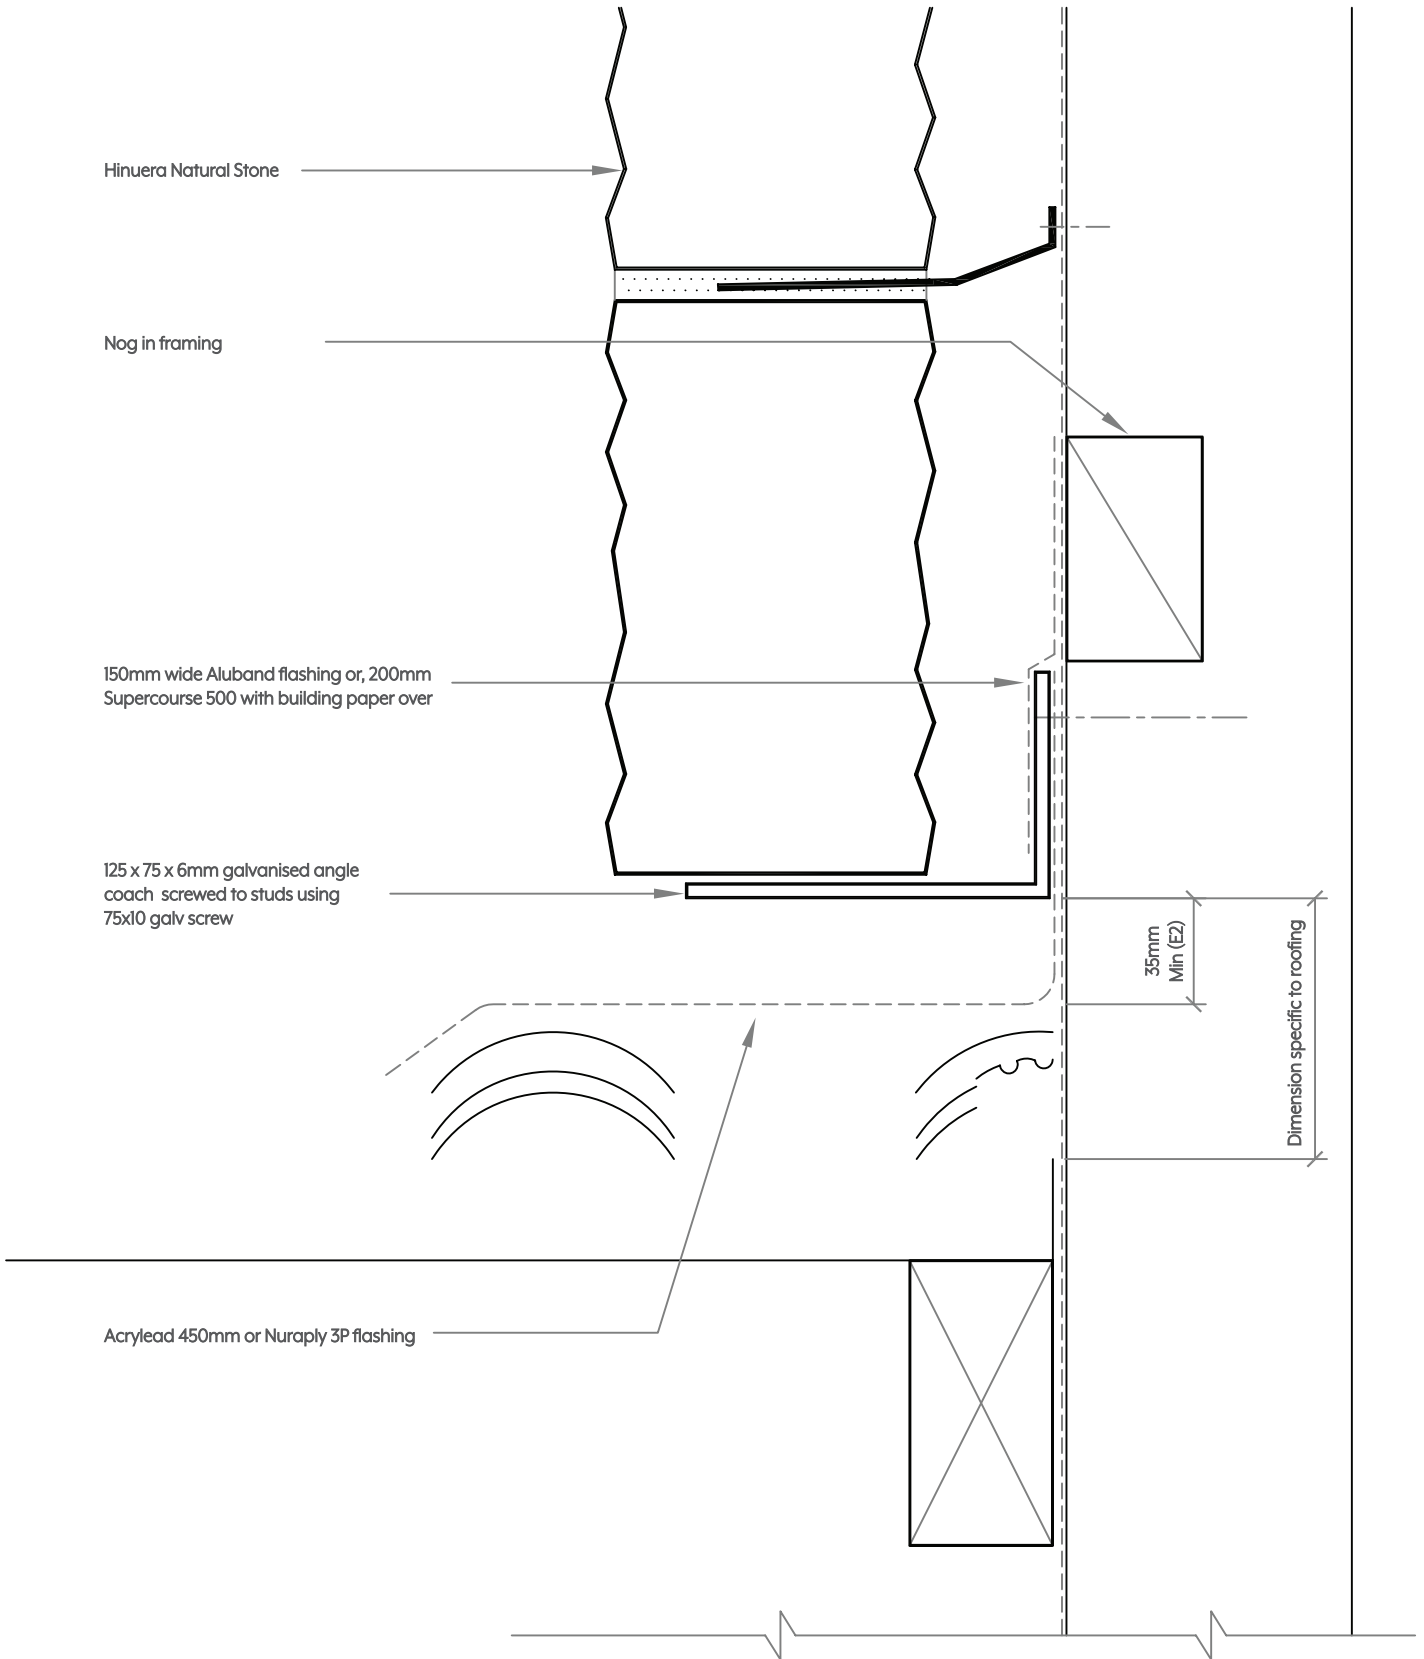 Hinuera Natural Stone
Nog in framing
150mm wide Aluband flashing or, 200mm
Supercourse 500 with building paper over
125 x 75 x 6mm galvanised angle
coach screwed to studs using
75x10 galv screw
35mm
Min (E2)
Dimension specific to roofing
Acrylead 450mm or Nuraply 3P flashing